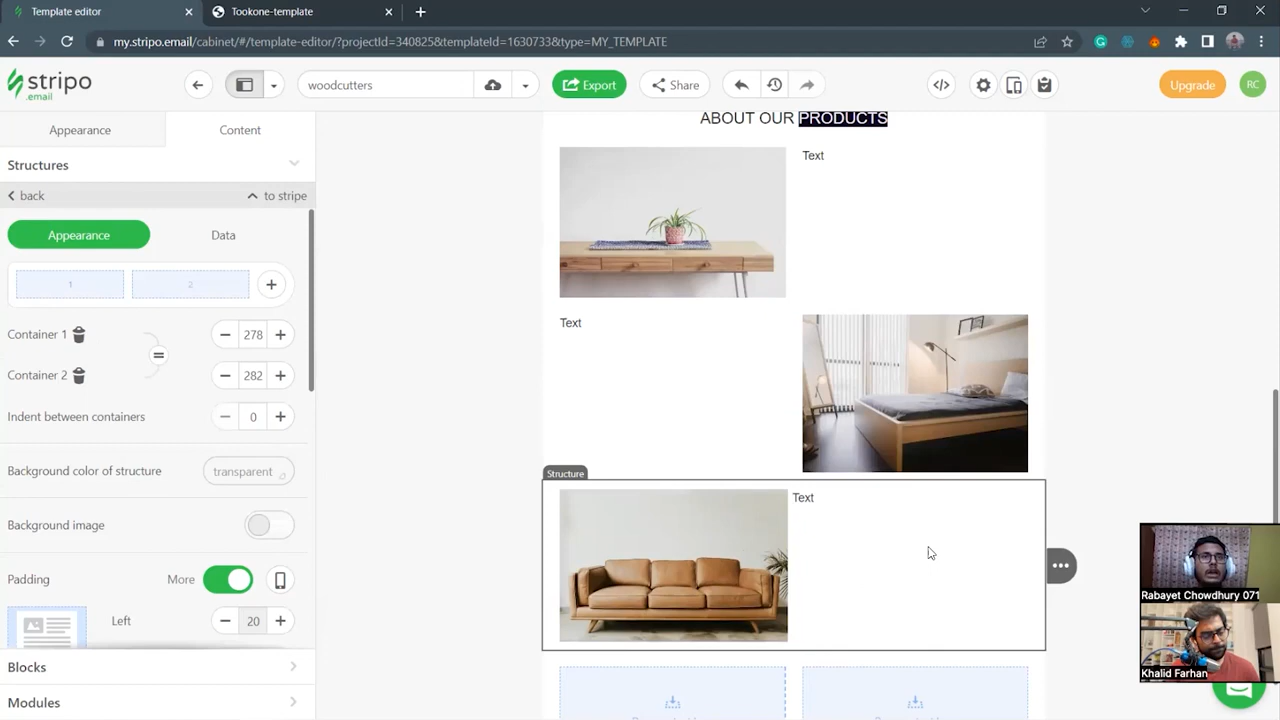 Template editor
Tookone-template
my.stripo.email/cabinet/#/template-editor/?projectId=340825&templateId=1630733&type=MY_TEMPLATE
stripo
.email
woodcutters
Export
Share
Upgrade
RC
Appearance
Content
Structures
back
to stripe
Appearance
Data
1
2
Container 1
278
Container 2
282
Indent between containers
0
Background color of structure
transparent
Background image
Padding
More
Left
20
Blocks
Modules
ABOUT OUR PRODUCTS
Text
Text
Structure
Text
Rabayet Chowdhury 071
Khalid Farhan